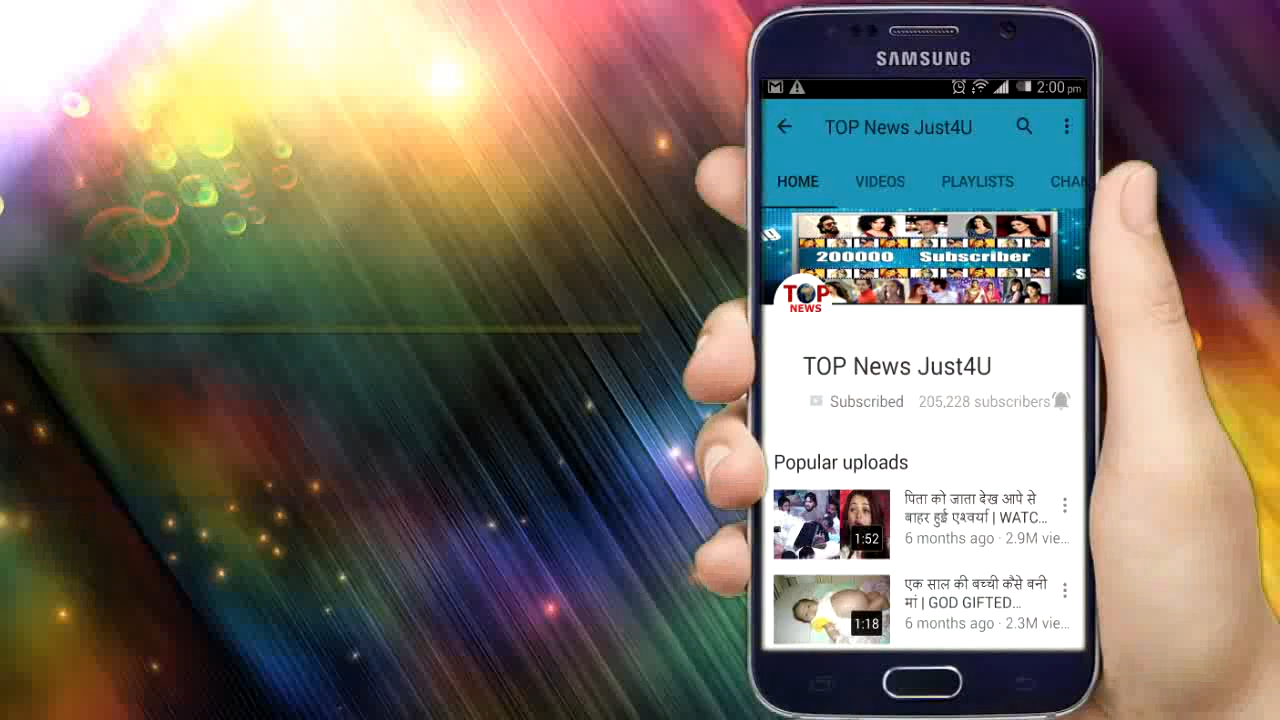 SAMSUNG
2:00 pm
TOP News Just4U
HOME VIDEOS PLAYLISTS CHAN
200000 Subscriber
TOP
NEWS
TOP News Just4U
Subscribed 205,228 subscribers
Popular uploads
पिता को जाता देख आपे से
बाहर हुई एश्वर्या | WATC...
1:52
6 months ago · 2.9M vie...
एक साल की बच्ची कैसे बनी
मां | GOD GIFTED...
1:18
6 months ago · 2.3M vie...